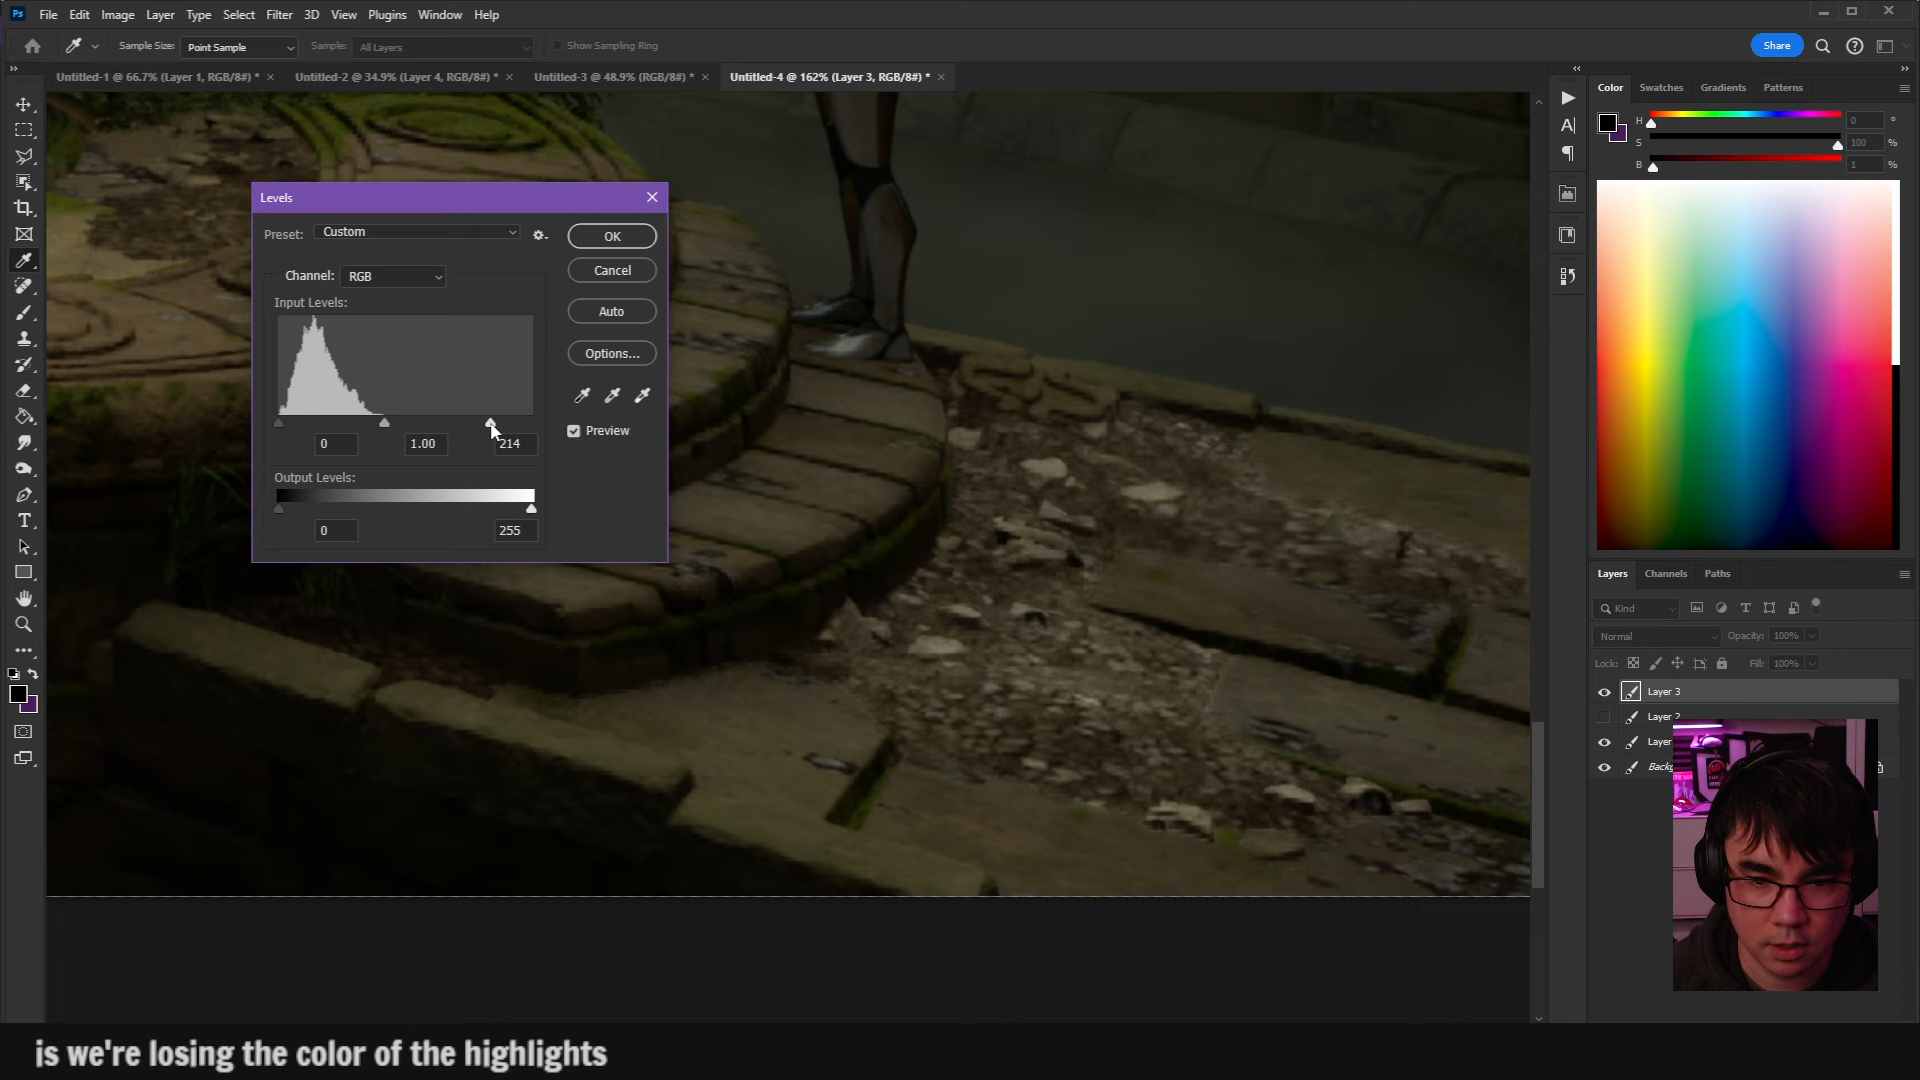 Ps File Edit Image Layer Type Select Filter 3D View Plugins Window Help
Sample Size: Point Sample Sample: All Layers Show Sampling Ring Share
Untitled-1 @ 66.7% (Layer 1, RGB/8#) * × Untitled-2 @ 34.9% (Layer 4, RGB/8#) * × Untitled-3 @ 48.9% (RGB/8#) * × Untitled-4 @ 162% (Layer 3, RGB/8#) * ×
Color Swatches Gradients Patterns
H 0 °
S 100 %
B 1 %
Levels
Preset: Custom OK
Cancel
Channel: RGB
Input Levels:
Auto
Options...
Preview
0 1.00 214
Output Levels:
0 255
Layers Channels Paths
Kind
Normal Opacity: 100%
Lock: Fill: 100%
Layer 3
Layer 2
Layer
Backg
is we're losing the color of the highlights